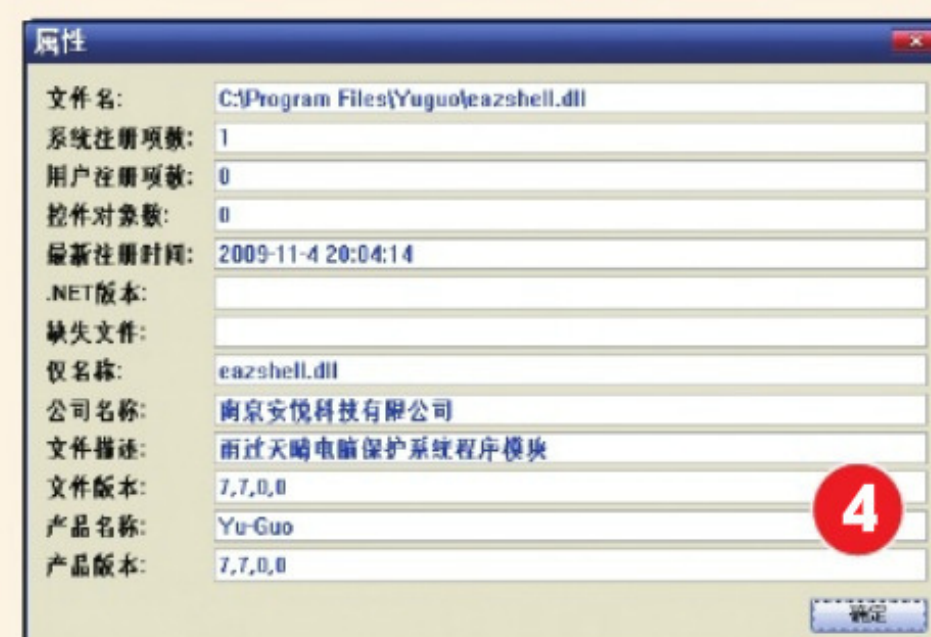 属性
文件名: C:\Program Files\Yuguo\eazshell.dll
系统注册项数: 1
用户注册项数: 0
控件对象数: 0
最新注册时间: 2009-11-4 20:04:14
.NET版本:
缺失文件:
仅名称: eazshell.dll
公司名称: 南京安悦科技有限公司
文件描述: 雨过天晴电脑保护系统程序模块
文件版本: 7,7,0,0
产品名称: Yu-Guo
产品版本: 7,7,0,0
4
确定